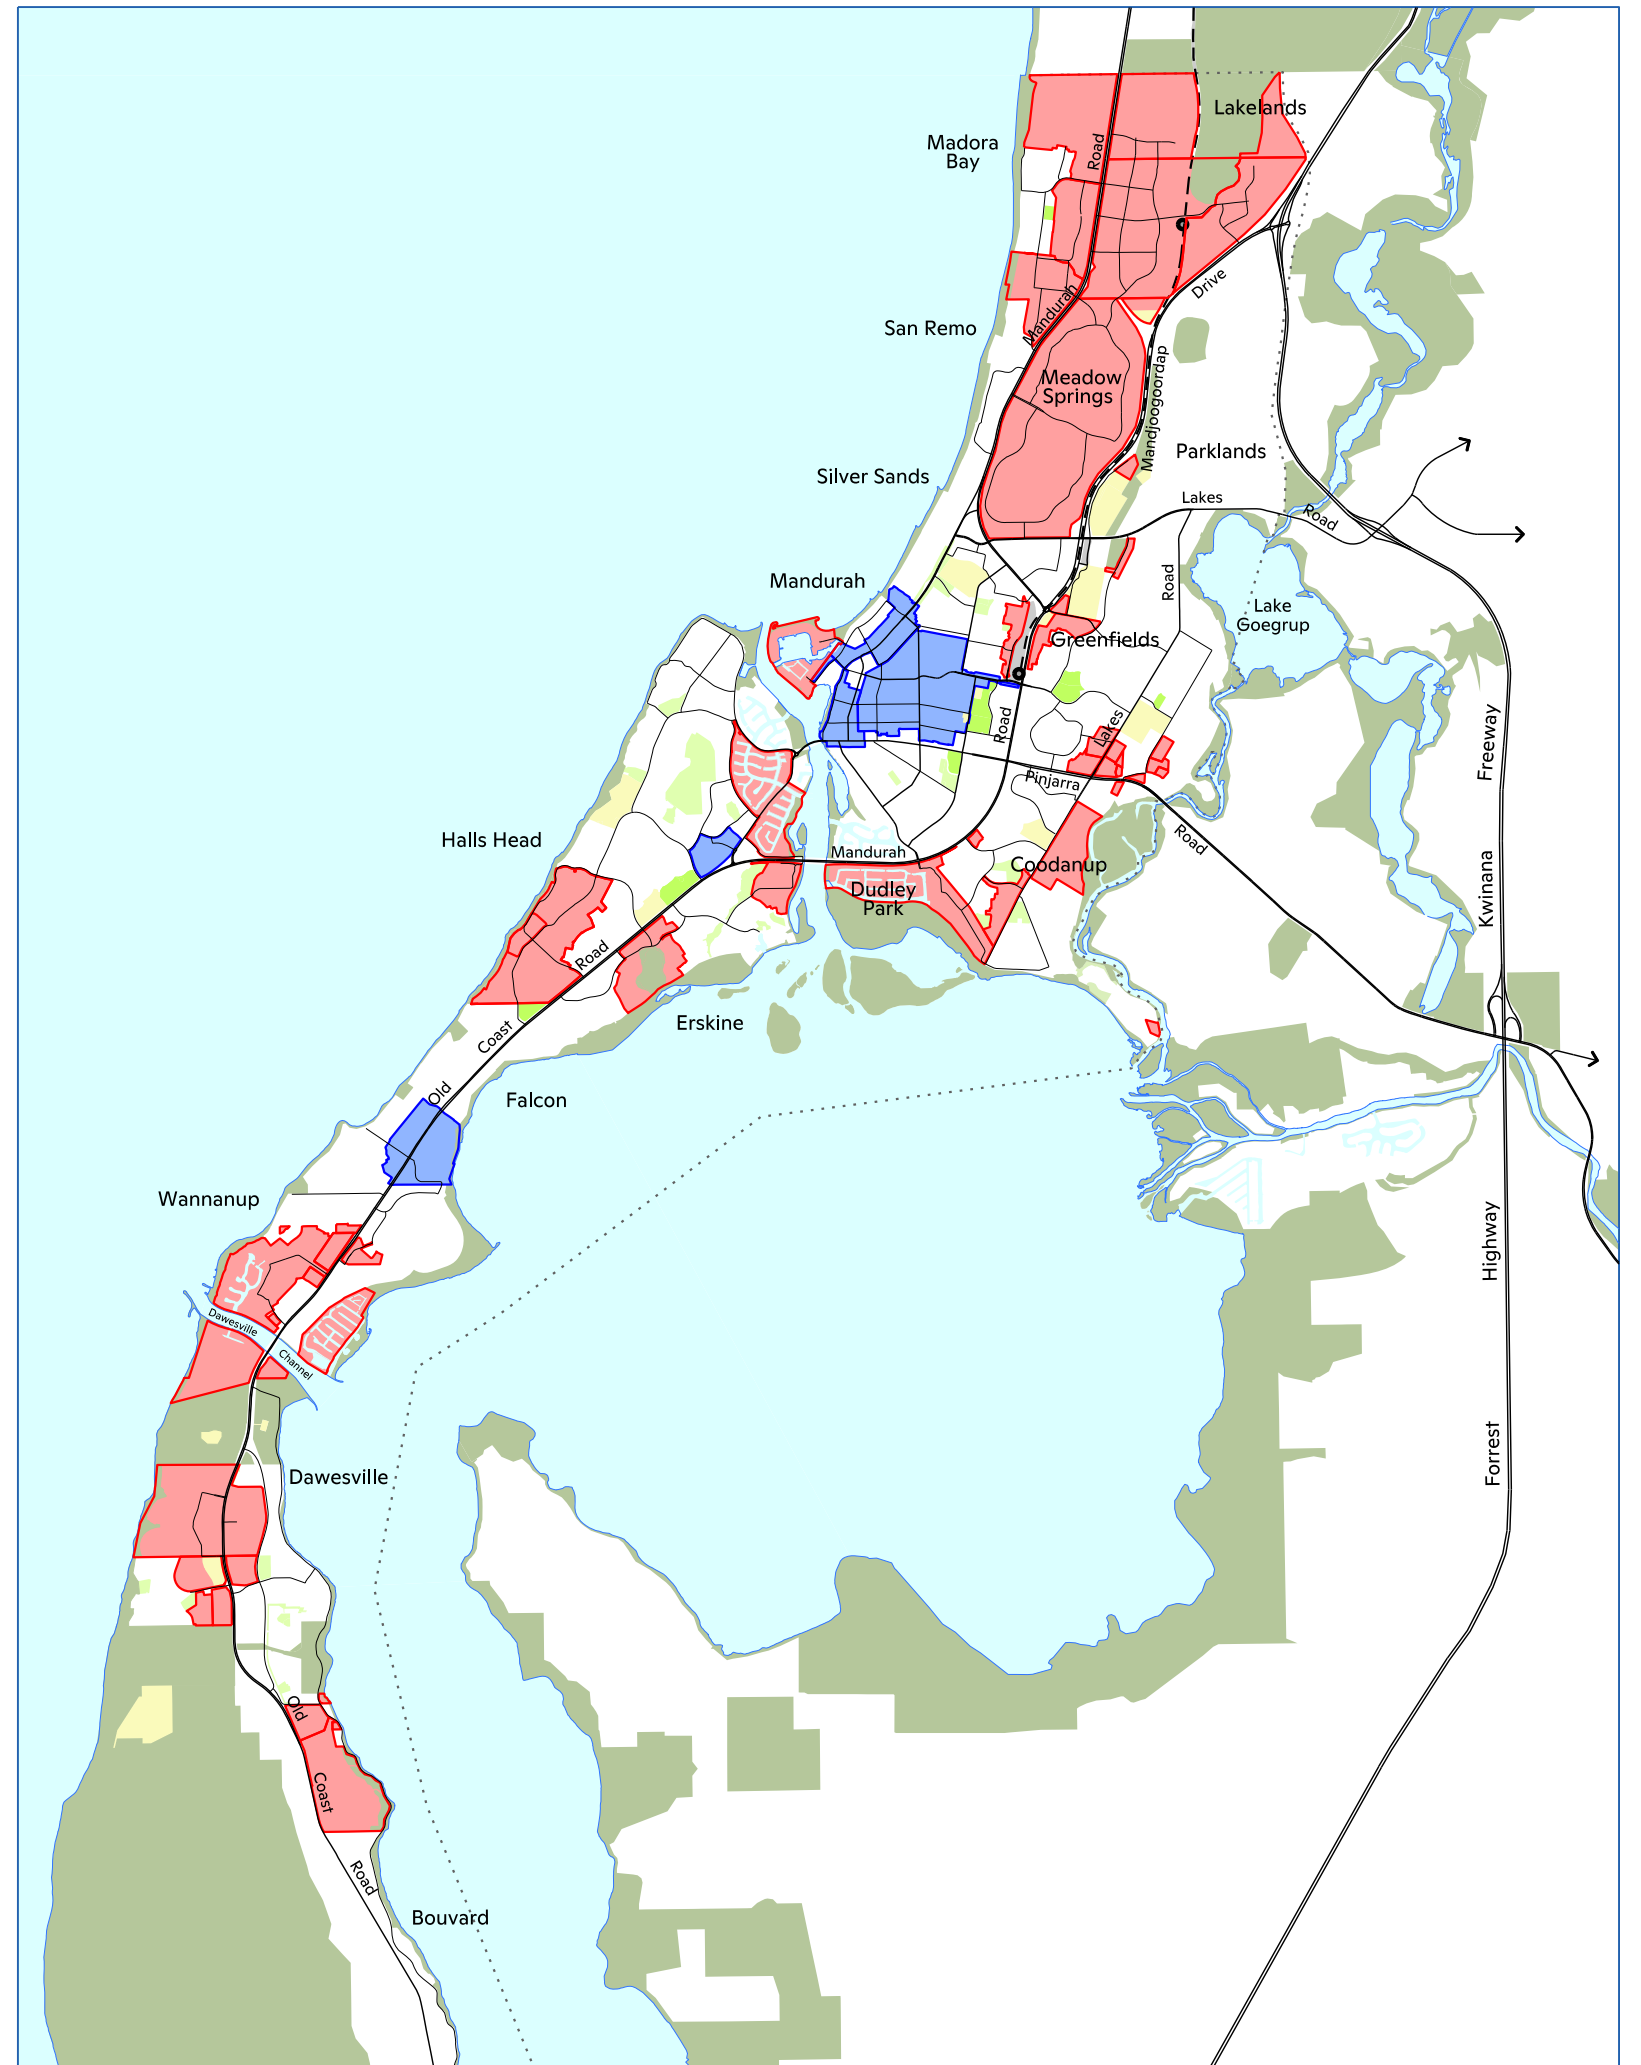 Lakelands
Madora
Bay
Road
Drive
Mandurah
San Remo
Meadow
Springs
Mandjoogoordap
Parklands
Silver Sands
Lakes
Road
Mandurah
Road
Lake
Goegrup
Greenfields
Road
Lakes
Freeway
Pinjarra
Road
Halls Head
Mandurah
Coodanup
Dudley
Park
Kwinana
Road
Erskine
Coast
Old
Falcon
Wannanup
Highway
Dawesville
Channel
Forrest
Dawesville
Old
Coast
Road
Bouvard